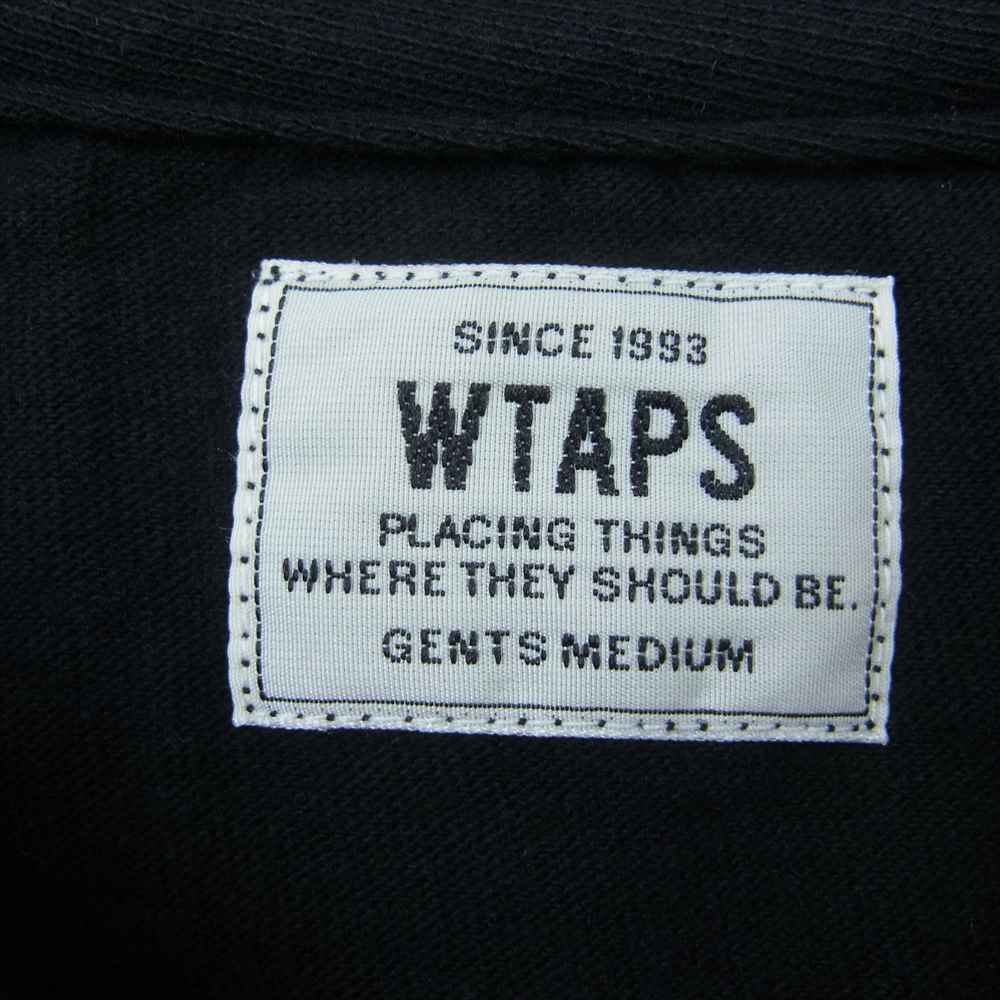 SINCE 1993
WTAPS
PLACING THINGS
WHERE THEY SHOULD BE.
GENTS MEDIUM